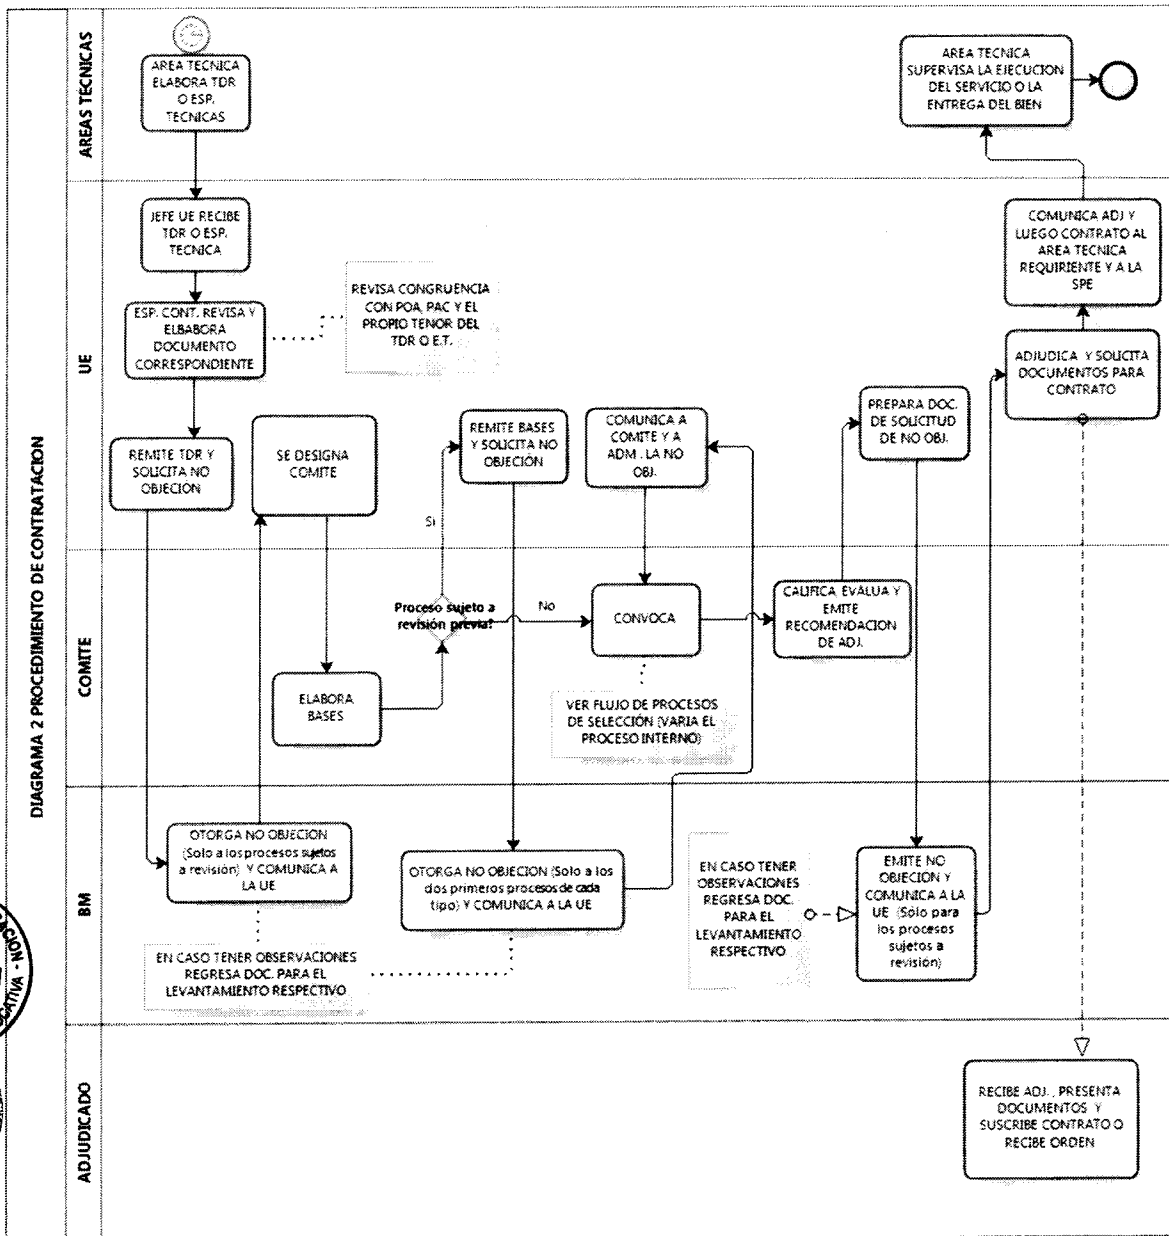 DIAGRAMA 2 PROCEDIMIENTO DE CONTRATACION
AREAS TECNICAS
AREA TECNICA
ELABORA TDR
O ESP.
TECNICAS
AREA TECNICA
SUPERVISA LA EJECUCION
DEL SERVICIO O LA
ENTREGA DEL BIEN
UE
JEFE UE RECIBE
TDR O ESP.
TECNICA
ESP. CONT. REVISA Y
ELBABORA
DOCUMENTO
CORRESPONDIENTE
REVISA CONGRUENCIA
CON POA, PAC Y EL
PROPIO TENOR DEL
TDR O E.T.
REMITE TDR Y
SOLICITA NO
OBJECIÓN
SE DESIGNA
COMITE
REMITE BASES
Y SOLICITA NO
OBJECIÓN
COMUNICA A
COMITE Y A
ADM. LA NO
OBJ.
PREPARA DOC.
DE SOLICITUD
DE NO OBJ.
COMUNICA ADJ Y
LUEGO CONTRATO AL
AREA TECNICA
REQUIRIENTE Y A LA
SPE
ADJUDICA Y SOLICITA
DOCUMENTOS PARA
CONTRATO
Si
COMITE
ELABORA
BASES
Proceso sujeto a
revisión previa?
No
CONVOCA
VER FLUJO DE PROCESOS
DE SELECCIÓN (VARIA EL
PROCESO INTERNO)
CALIFICA, EVALUA Y
EMITE
RECOMENDACION
DE ADJ.
BM
OTORGA NO OBJECION
(Solo a los procesos sujetos
a revisión) Y COMUNICA A
LA UE
EN CASO TENER OBSERVACIONES
REGRESA DOC. PARA EL
LEVANTAMIENTO RESPECTIVO
OTORGA NO OBJECION (Solo a los
dos primeros procesos de cada
tipo) Y COMUNICA A LA UE
EN CASO TENER
OBSERVACIONES
REGRESA DOC.
PARA EL
LEVANTAMIENTO
RESPECTIVO
EMITE NO
OBJECION Y
COMUNICA A LA
UE (Solo para
los procesos
sujetos a
revisión)
ADJUDICADO
RECIBE ADJ., PRESENTA
DOCUMENTOS Y
SUSCRIBE CONTRATO O
RECIBE ORDEN